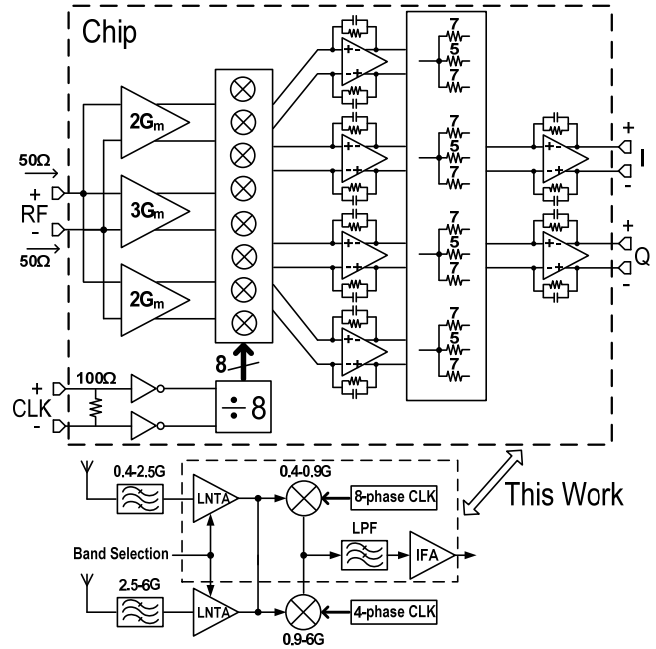 Chip
2Gm
3Gm
2Gm
50Ω
+
RF
-
50Ω
+
CLK
-
100Ω
8
÷ 8
+ -
- +
+ -
- +
+ -
- +
+ -
- +
7
5
7
7
5
7
7
5
7
7
5
7
+ -
- +
+ -
- +
+
I
-
+
Q
-
This Work
0.4-2.5G
LNTA
0.4-0.9G
8-phase CLK
Band Selection
LPF
IFA
2.5-6G
LNTA
0.9-6G
4-phase CLK